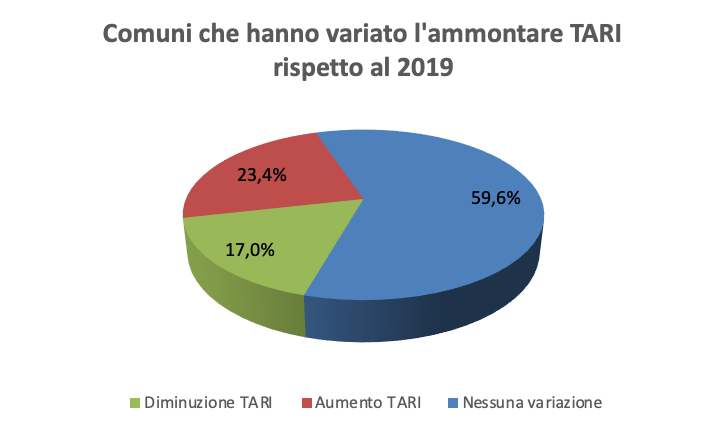 Comuni che hanno variato l'ammontare TARI
rispetto al 2019
23,4%
59,6%
17,0%
Diminuzione TARI
Aumento TARI
Nessuna variazione